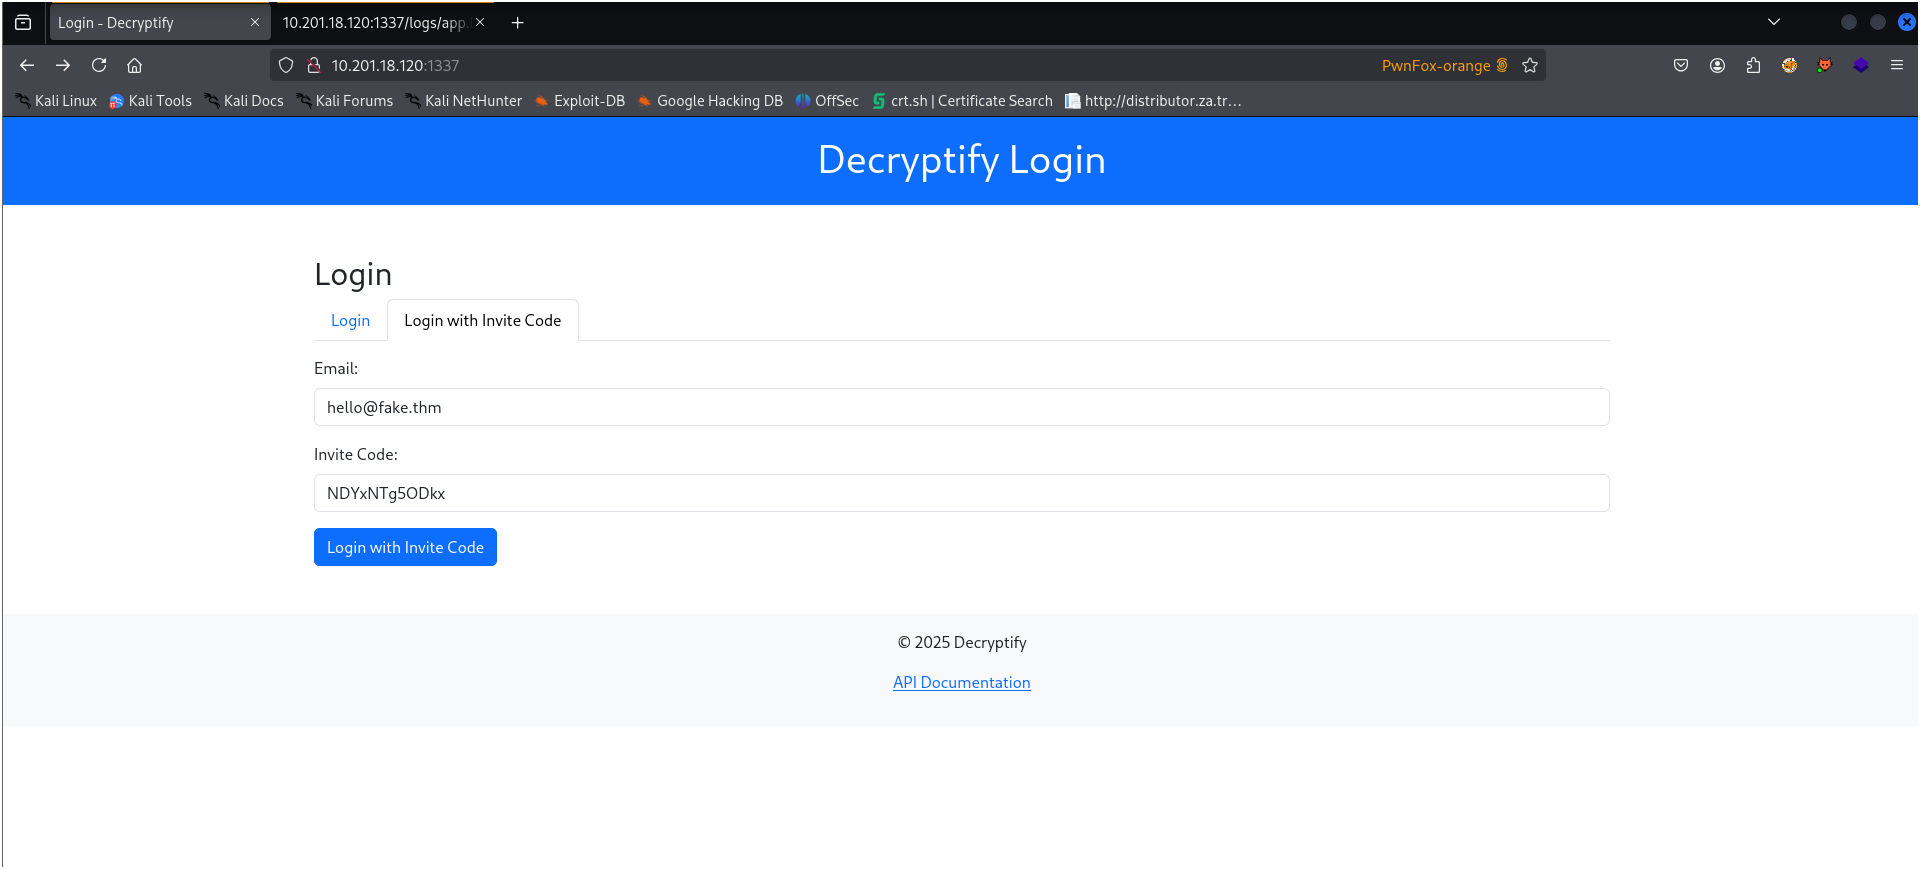 Login - Decryptify
10.201.18.120:1337/logs/app.
10.201.18.120:1337
PwnFox-orange
Kali Linux
Kali Tools
Kali Docs
Kali Forums
Kali NetHunter
Exploit-DB
Google Hacking DB
OffSec
crt.sh | Certificate Search
http://distributor.za.tr…
Decryptify Login
Login
Login
Login with Invite Code
Email:
hello@fake.thm
Invite Code:
NDYxNTg5ODkx
Login with Invite Code
© 2025 Decryptify
API Documentation